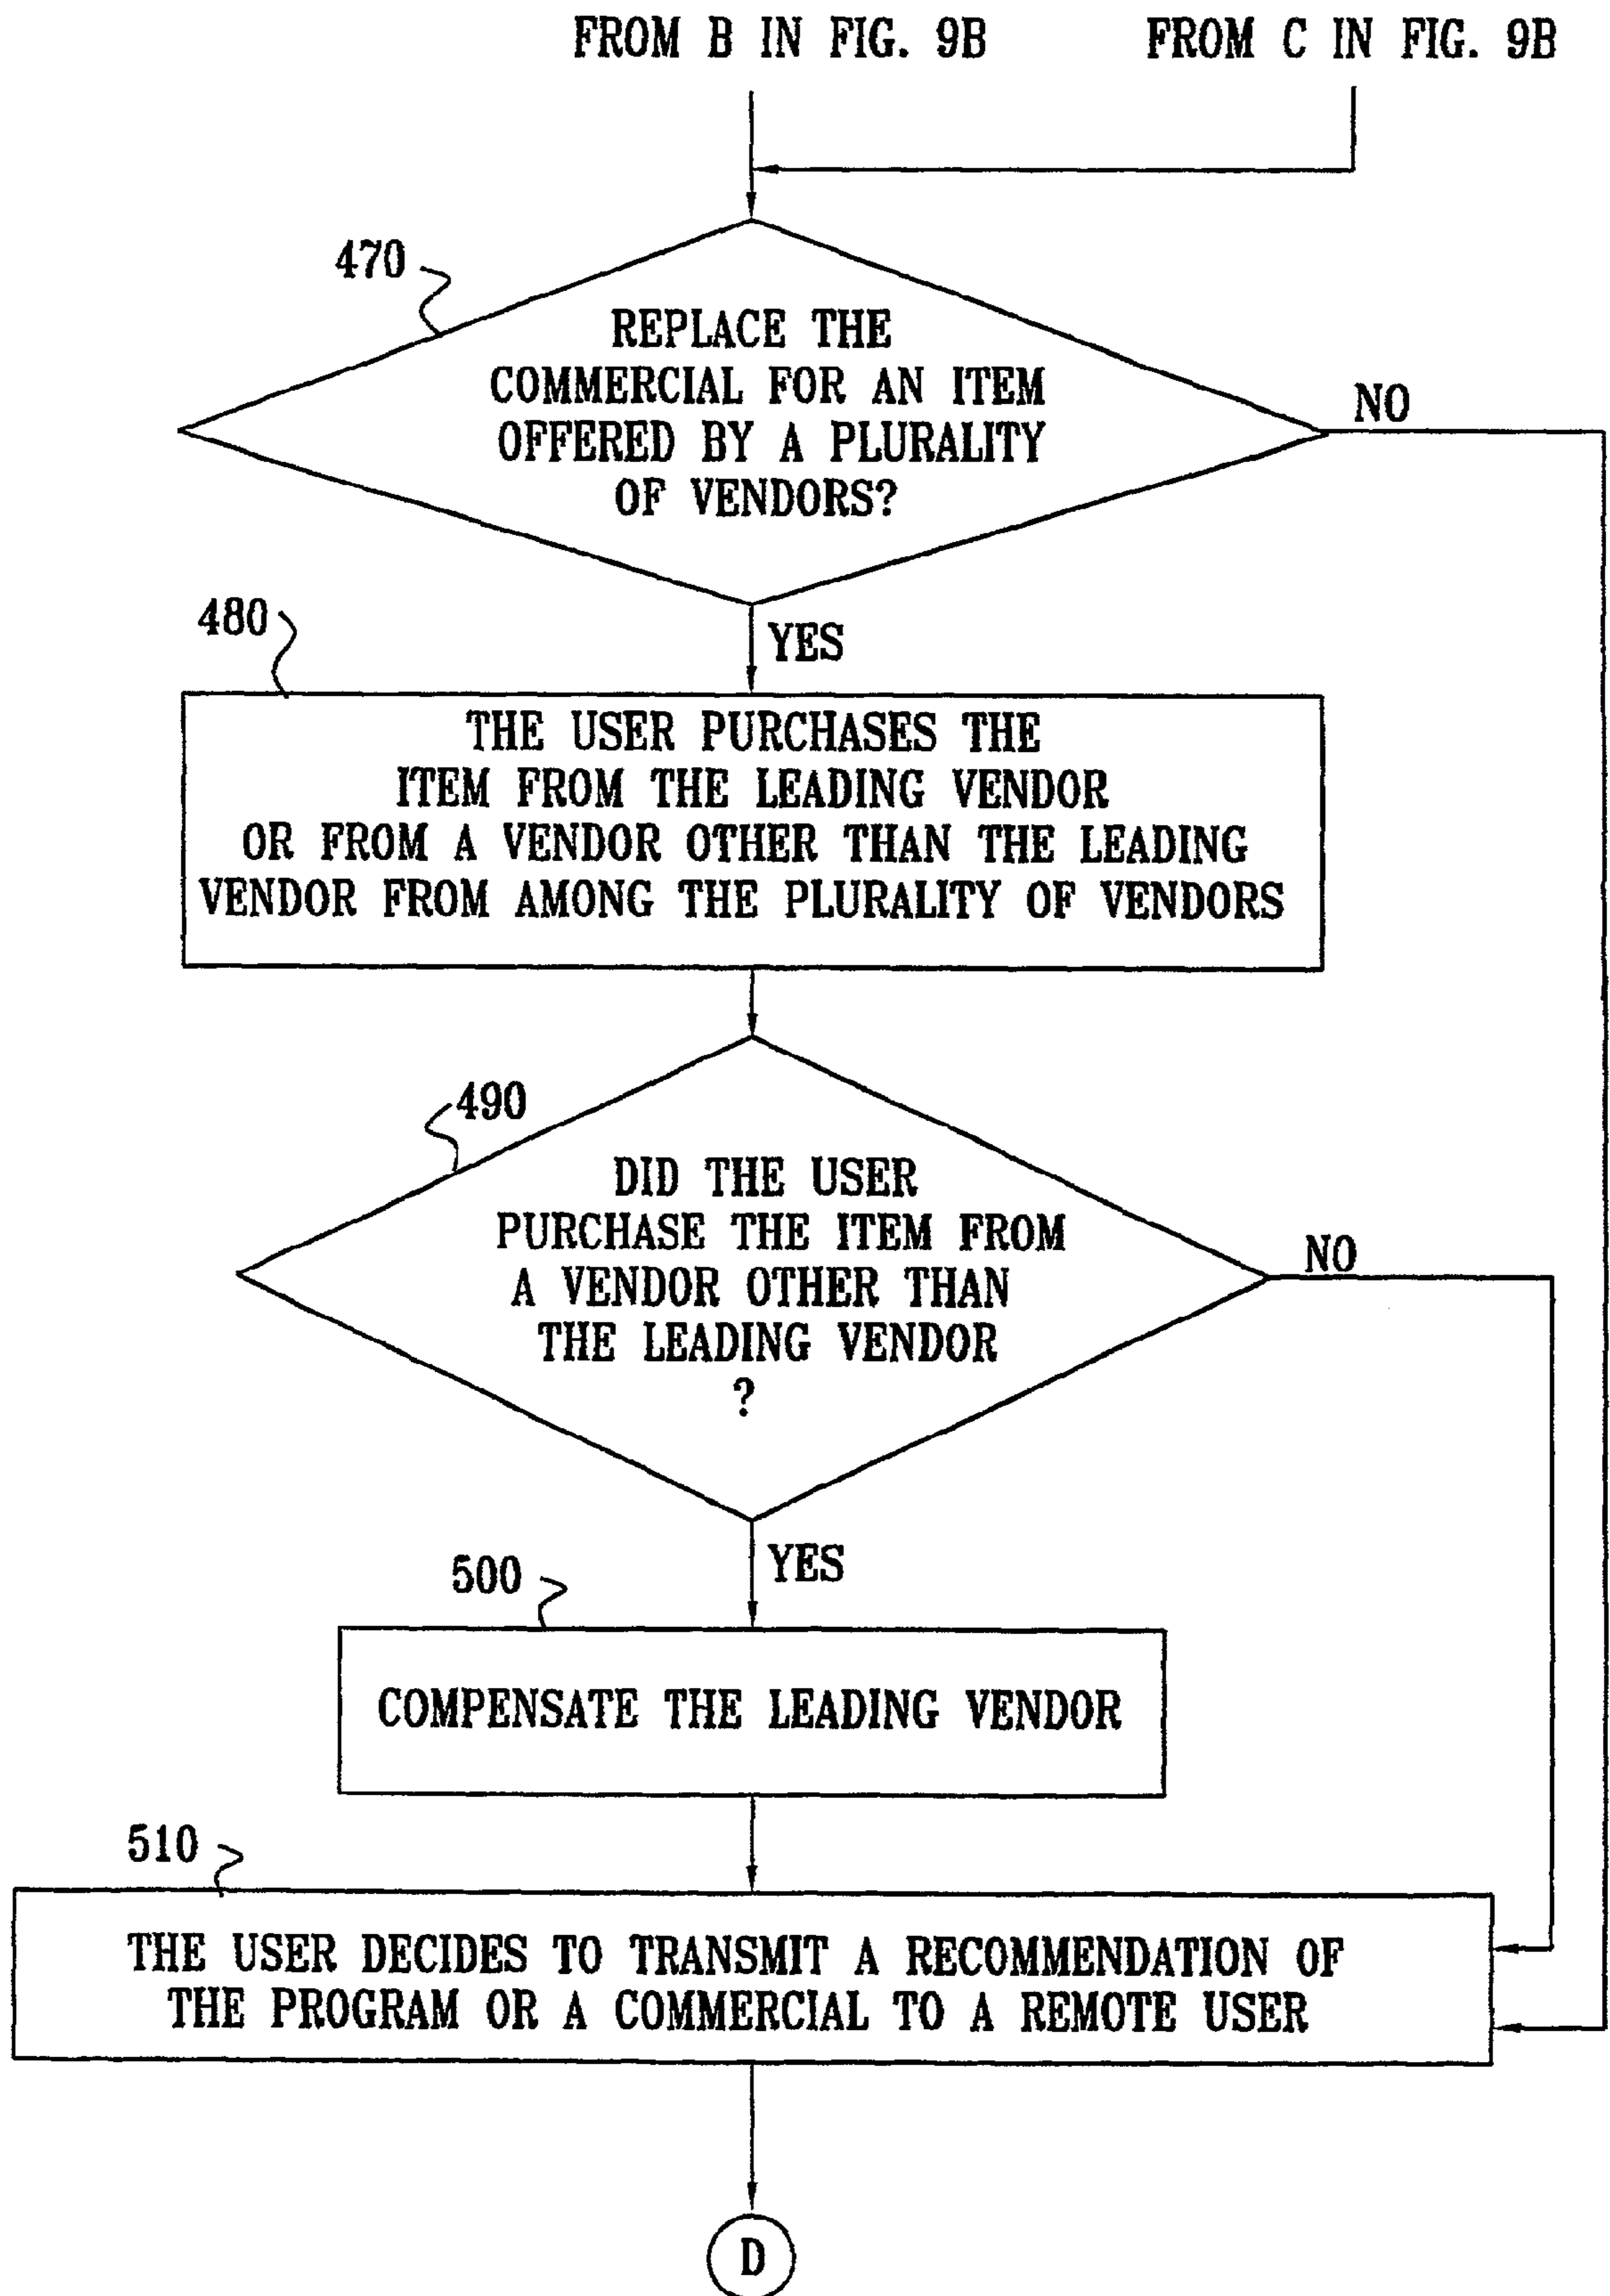 FROM B IN FIG. 9B
FROM C IN FIG. 9B
470
REPLACE THE
COMMERCIAL FOR AN ITEM
OFFERED BY A PLURALITY
OF VENDORS?
NO
YES
480
THE USER PURCHASES THE
ITEM FROM THE LEADING VENDOR
OR FROM A VENDOR OTHER THAN THE LEADING
VENDOR FROM AMONG THE PLURALITY OF VENDORS
490
DID THE USER
PURCHASE THE ITEM FROM
A VENDOR OTHER THAN
THE LEADING VENDOR
?
NO
YES
500
COMPENSATE THE LEADING VENDOR
510
THE USER DECIDES TO TRANSMIT A RECOMMENDATION OF
THE PROGRAM OR A COMMERCIAL TO A REMOTE USER
D